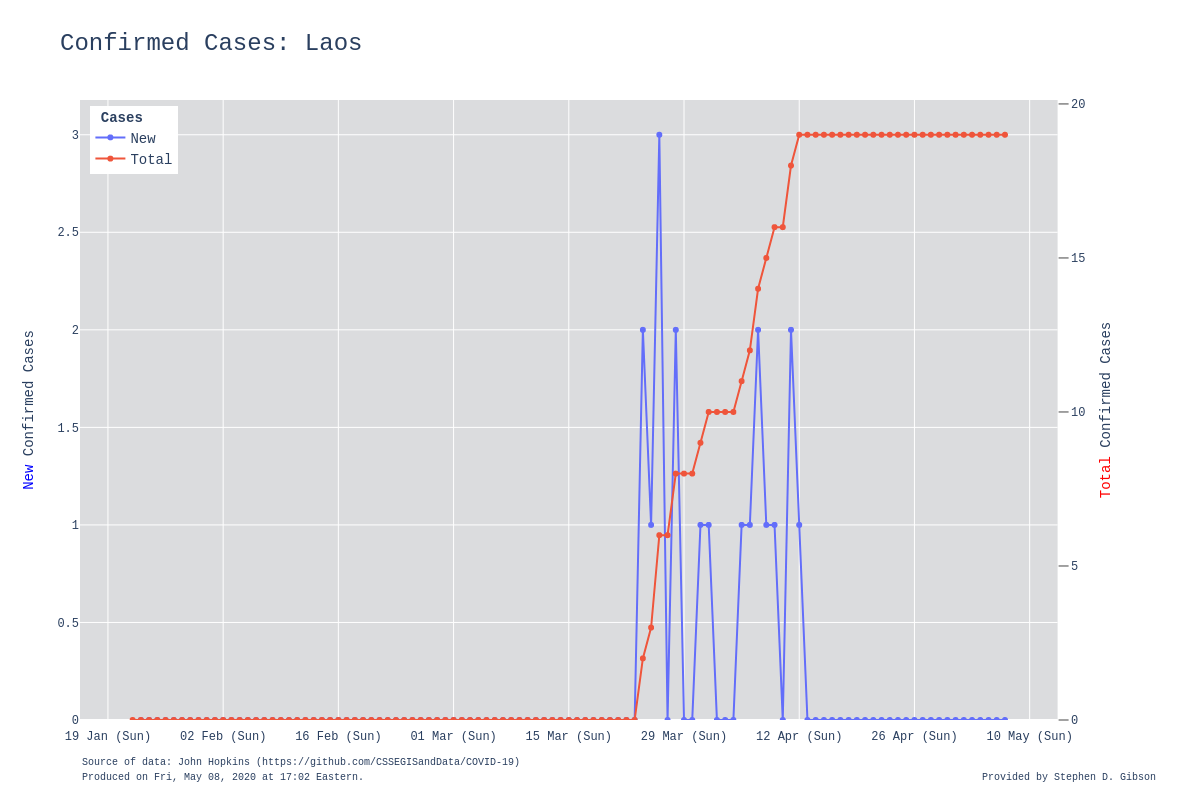 Confirmed Cases: Laos
Cases
New
Total
3
2.5
2
1.5
1
0.5
0
20
15
10
5
0
New Confirmed Cases
Total Confirmed Cases
19 Jan (Sun)
02 Feb (Sun)
16 Feb (Sun)
01 Mar (Sun)
15 Mar (Sun)
29 Mar (Sun)
12 Apr (Sun)
26 Apr (Sun)
10 May (Sun)
Source of data: John Hopkins (https://github.com/CSSEGISandData/COVID-19)
Produced on Fri, May 08, 2020 at 17:02 Eastern.
Provided by Stephen D. Gibson